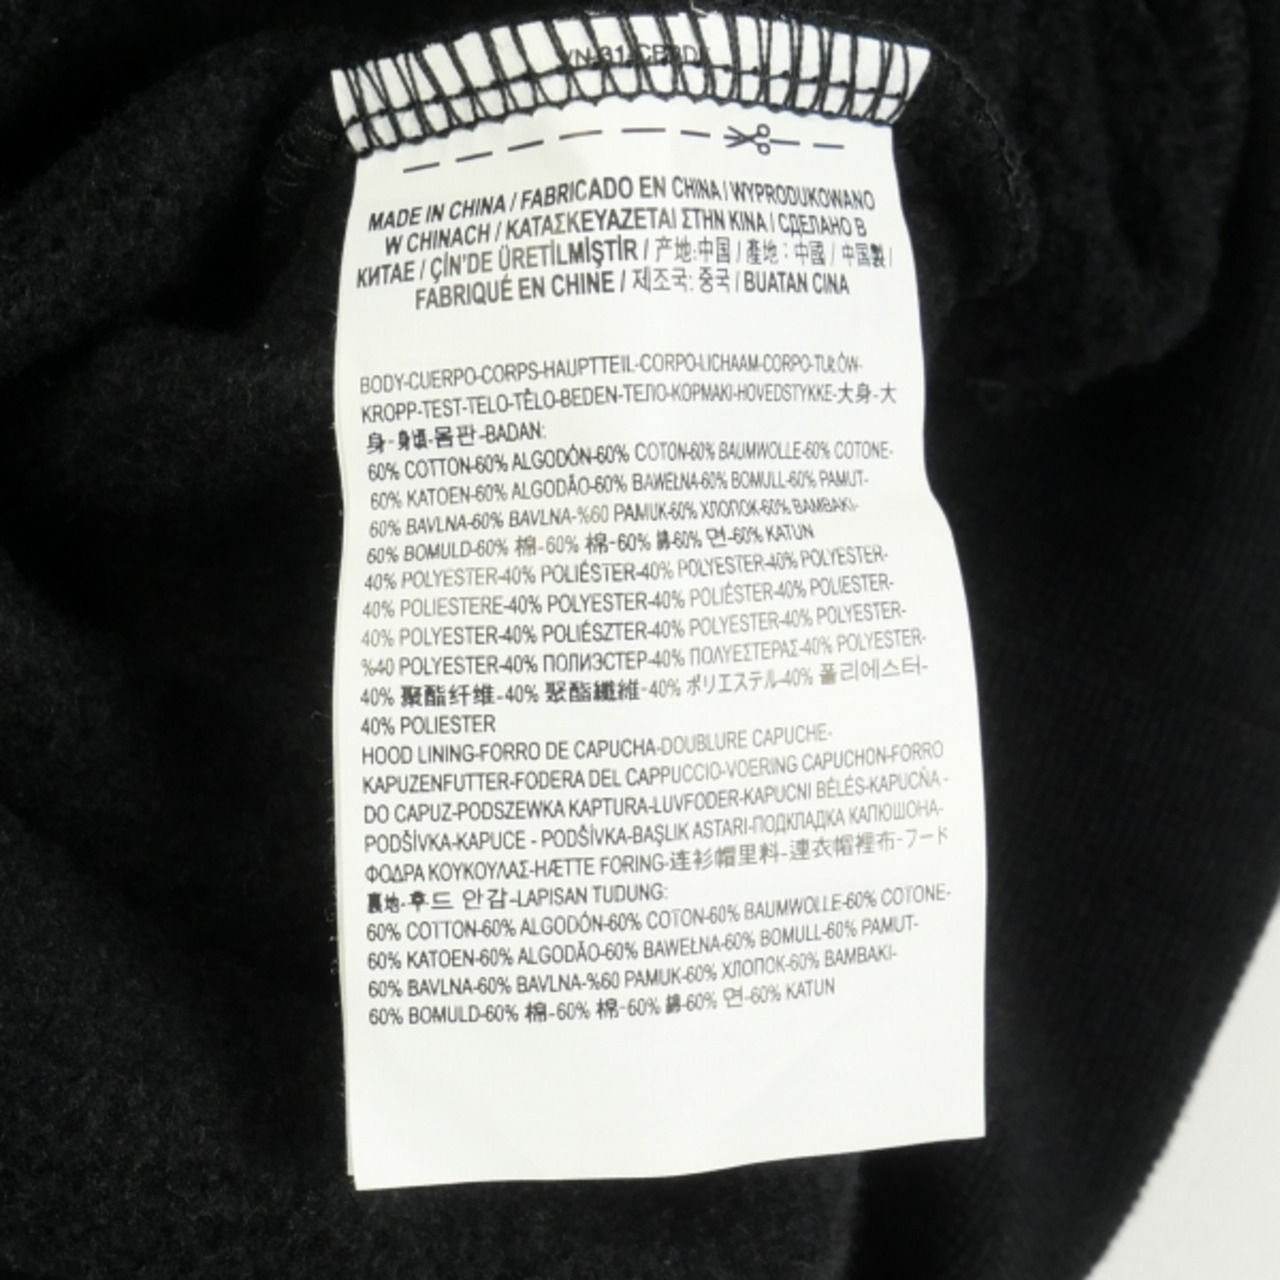 MADE IN CHINA / FABRICADO EN CHINA / WYPRODUKOWANO
W CHINACH / ΚΑΤΑΣΚΕΥΑΖΕΤΑΙ ΣΤΗΝ ΚΙΝΑ / СДЕЛАНО В
КИТАЕ / ÇİN'DE ÜRETİLMİŞTİR / 产地:中国 / 產地：中國 / 中国製 /
FABRIQUÉ EN CHINE / 제조국: 중국 / BUATAN CINA
BODY-CUERPO-CORPS-HAUPTTEIL-CORPO-LICHAAM-CORPO-TUŁÓW-
KROPP-TEST-TELO-TĚLO-BEDEN-ТЕЛО-ΚΟΡΜΑΚΙ-HOVEDSTYKKE-大身-大
身-身頃-몸판-BADAN:
60% COTTON-60% ALGODÓN-60% COTON-60% BAUMWOLLE-60% COTONE-
60% KATOEN-60% ALGODÃO-60% BAWEŁNA-60% BOMULL-60% PAMUT-
60% BAVLNA-60% BAVLNA-%60 PAMUK-60% ХЛОПОК-60% ΒΑΜΒΑΚΙ-
60% BOMULD-60% 棉-60% 棉-60% 綿-60% 면-60% KATUN
40% POLYESTER-40% POLIÉSTER-40% POLYESTER-40% POLYESTER-
40% POLIESTERE-40% POLYESTER-40% POLIÉSTER-40% POLIESTER-
40% POLYESTER-40% POLIÉSZTER-40% POLYESTER-40% POLYESTER-
%40 POLYESTER-40% ПОЛИЭСТЕР-40% ΠΟΛΥΕΣΤΕΡΑΣ-40% POLYESTER-
40% 聚酯纤维-40% 聚酯纖維-40% ポリエステル-40% 폴리에스터-
40% POLIESTER
HOOD LINING-FORRO DE CAPUCHA-DOUBLURE CAPUCHE-
KAPUZENFUTTER-FODERA DEL CAPPUCCIO-VOERING CAPUCHON-FORRO
DO CAPUZ-PODSZEWKA KAPTURA-LUVFODER-KAPUCNI BÉLÉS-KAPUCŇA -
PODŠÍVKA-KAPUCE - PODŠÍVKA-BAŞLIK ASTARI-ПОДКЛАДКА КАПЮШОНА-
ΦΟΔΡΑ ΚΟΥΚΟΥΛΑΣ-HÆTTE FORING-连衫帽里料-連衣帽裡布-フード
裏地-후드 안감-LAPISAN TUDUNG:
60% COTTON-60% ALGODÓN-60% COTON-60% BAUMWOLLE-60% COTONE-
60% KATOEN-60% ALGODÃO-60% BAWEŁNA-60% BOMULL-60% PAMUT-
60% BAVLNA-60% BAVLNA-%60 PAMUK-60% ХЛОПОК-60% ΒΑΜΒΑΚΙ-
60% BOMULD-60% 棉-60% 棉-60% 綿-60% 면-60% KATUN